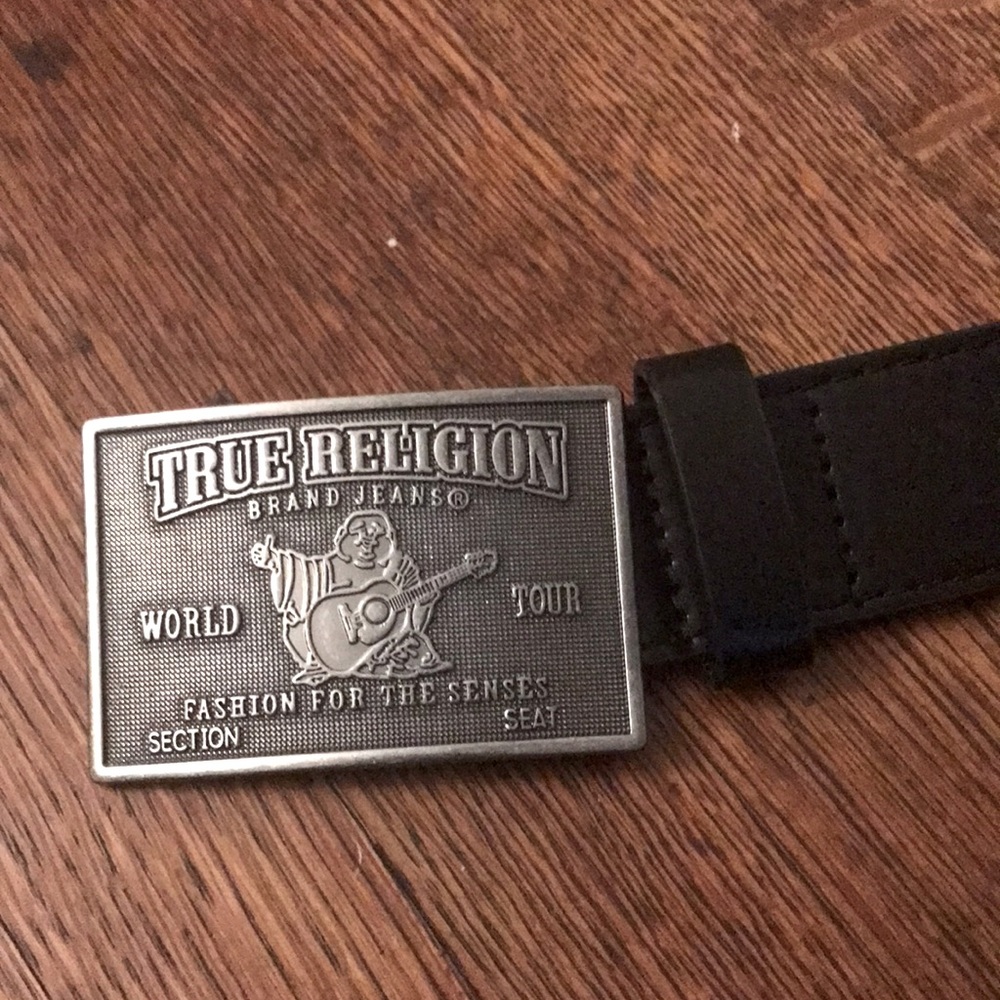 TRUE RELIGION
BRAND JEANS®
WORLD TOUR
FASHION FOR THE SENSES
SECTION SEAT